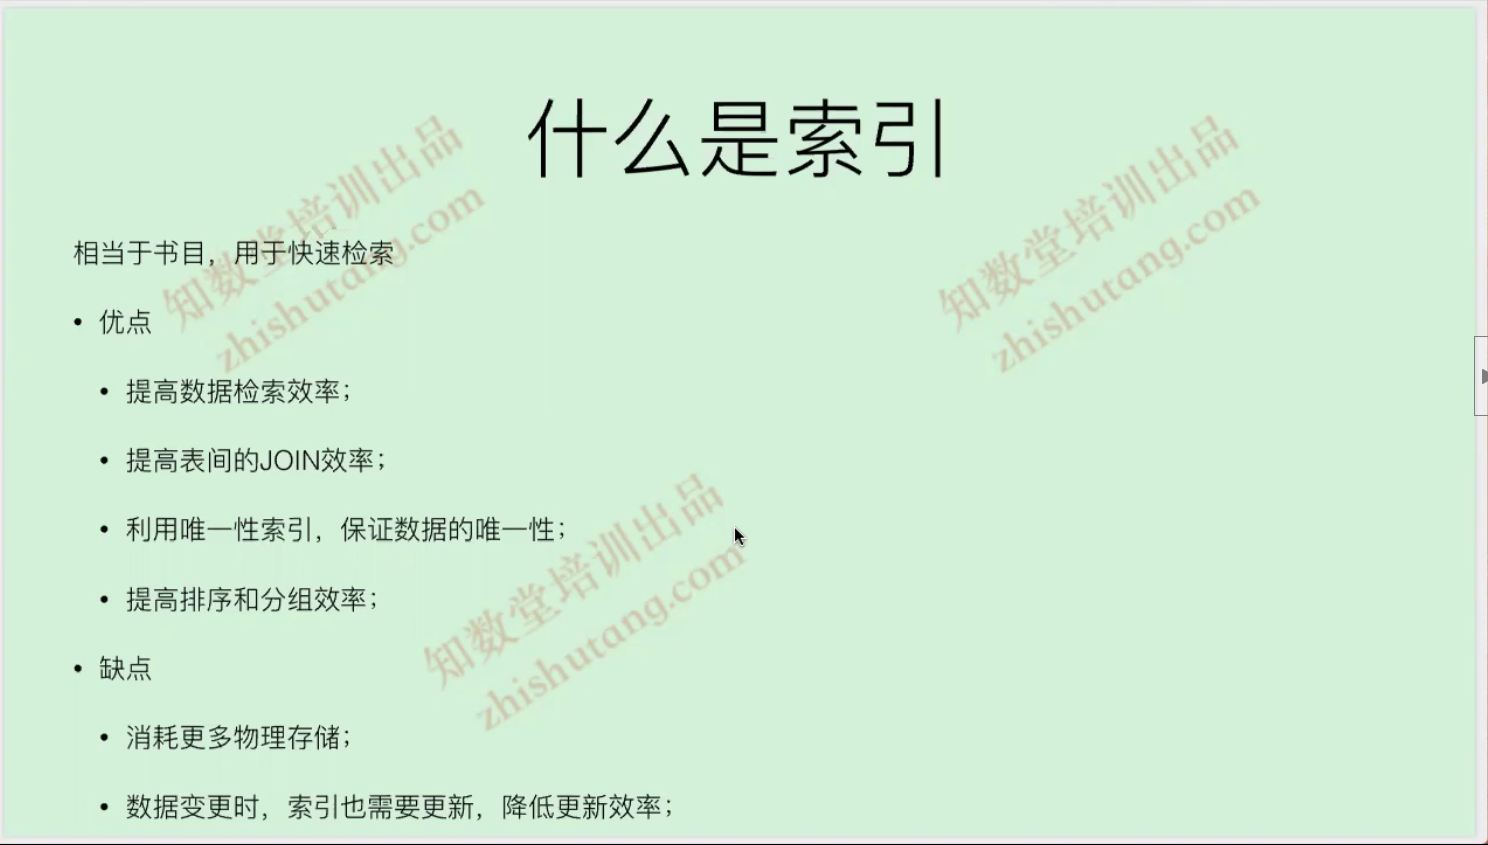 什么是索引
相当于书目，用于快速检索
• 优点
• 提高数据检索效率；
• 提高表间的JOIN效率；
• 利用唯一性索引，保证数据的唯一性；
• 提高排序和分组效率；
• 缺点
• 消耗更多物理存储；
• 数据变更时，索引也需要更新，降低更新效率；
知数堂培训出品
zhishutang.com
知数堂培训出品
zhishutang.com
知数堂培训出品
zhishutang.com